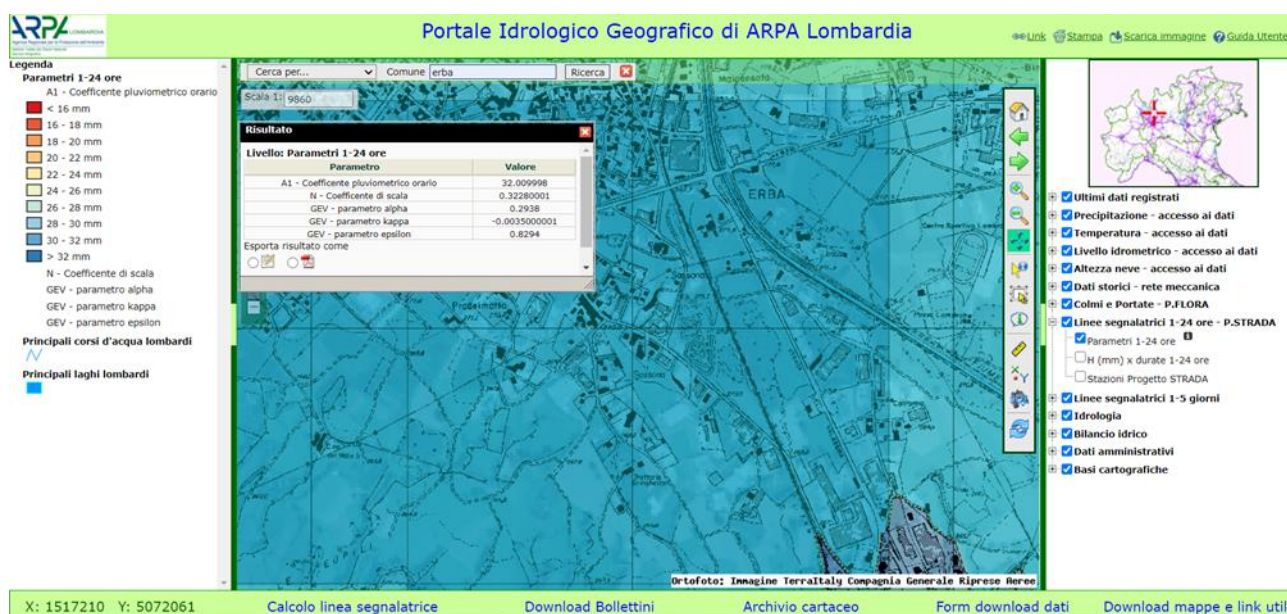 ARPA LOMBARDIA
Portale Idrologico Geografico di ARPA Lombardia
Link Stampa Scarica immagine Guida Utente
Legenda
Parametri 1-24 ore
A1 - Coefficente pluviometrico orario
< 16 mm
16 - 18 mm
18 - 20 mm
20 - 22 mm
22 - 24 mm
24 - 26 mm
26 - 28 mm
28 - 30 mm
30 - 32 mm
> 32 mm
N - Coefficente di scala
GEV - parametro alpha
GEV - parametro kappa
GEV - parametro epsilon
Principali corsi d'acqua lombardi
Principali laghi lombardi
Cerca per... Comune erba Ricerca
Scala 1: 9860
Risultato
Livello: Parametri 1-24 ore
Parametro Valore
A1 - Coefficente pluviometrico orario 32.009998
N - Coefficente di scala 0.32280001
GEV - parametro alpha 0.2938
GEV - parametro kappa -0.0035000001
GEV - parametro epsilon 0.8294
Esporta risultato come
ERBA
Ortofoto: Immagine TerraItaly Compagnia Generale Riprese Aeree
Ultimi dati registrati
Precipitazione - accesso ai dati
Temperatura - accesso ai dati
Livello idrometrico - accesso ai dati
Altezza neve - accesso ai dati
Dati storici - rete meccanica
Colmi e Portate - P.FLORA
Linee segnalatrici 1-24 ore - P.STRADA
Parametri 1-24 ore
H (mm) x durate 1-24 ore
Stazioni Progetto STRADA
Linee segnalatrici 1-5 giorni
Idrologia
Bilancio idrico
Dati amministrativi
Basi cartografiche
X: 1517210 Y: 5072061 Calcolo linea segnalatrice Download Bollettini Archivio cartaceo Form download dati Download mappe e link util